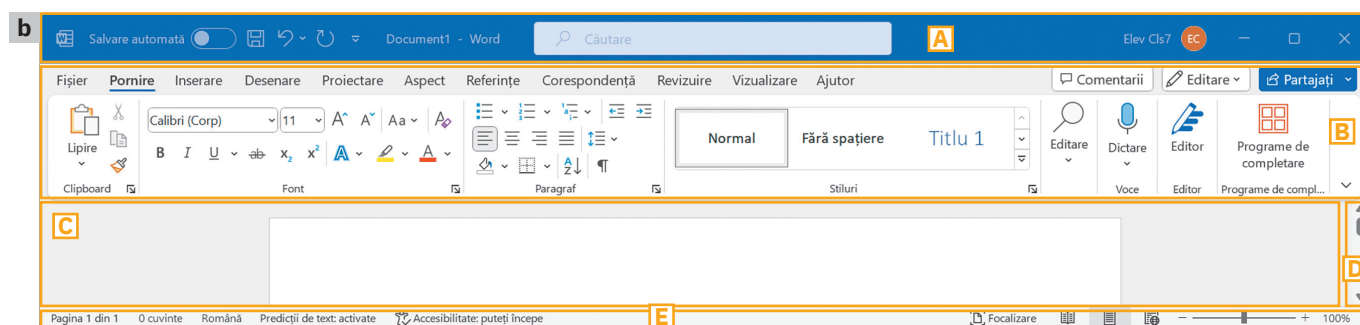 b
Salvare automată Document1 - Word Căutare A Elev Cls7 EC
Fișier Pornire Inserare Desenare Proiectare Aspect Referințe Corespondență Revizuire Vizualizare Ajutor Comentarii Editare Partajați
Calibri (Corp) 11 A A Aa A
Lipire Normal Fără spațiere Titlu 1 Editare Dictare Editor Programe de completare B
B I U ab x₂ x² A A
Clipboard Font Paragraf Stiluri Voce Editor Programe de compl...
C
D
Pagina 1 din 1 0 cuvinte Română Predicții de text: activate Accesibilitate: puteți începe E Focalizare 100%